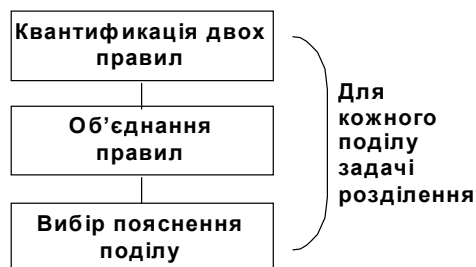 Квантифікація двох
правил
Об’єднання
правил
Вибір пояснення
поділу
Для
кожного
поділу
задачі
розділення